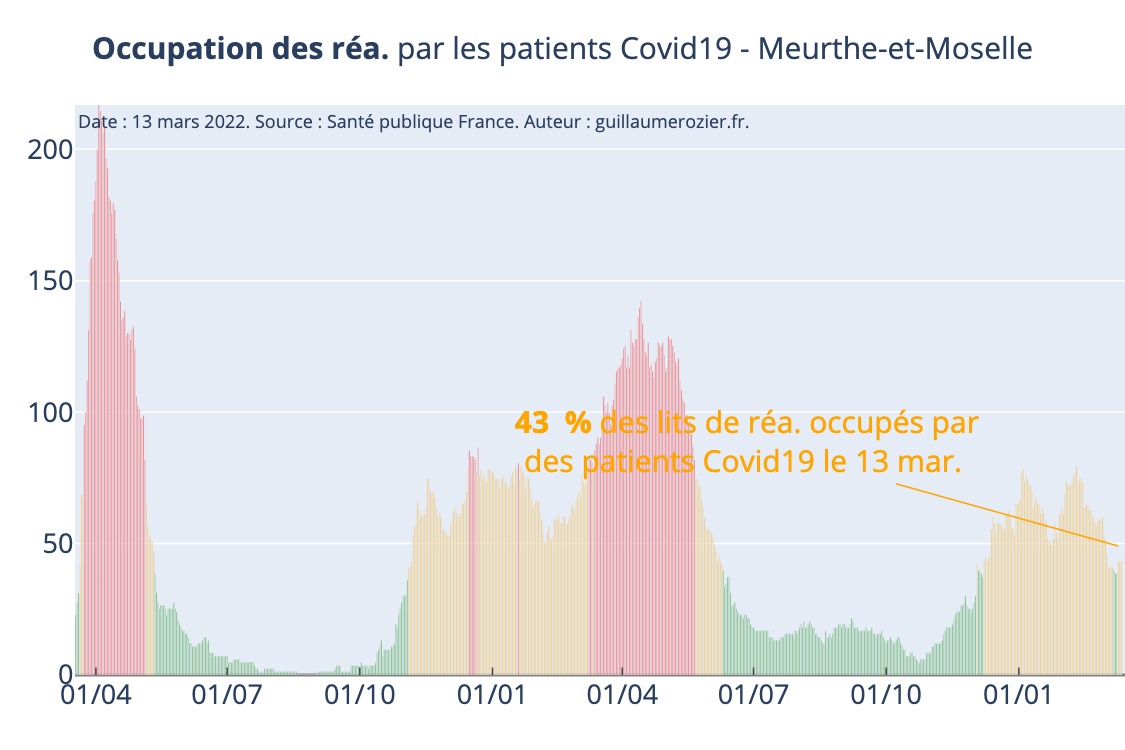 Occupation des réa. par les patients Covid19 - Meurthe-et-Moselle
Date : 13 mars 2022. Source : Santé publique France. Auteur : guillaumerozier.fr.
200
150
100
50
0
43 % des lits de réa. occupés par
des patients Covid19 le 13 mar.
01/04 01/07 01/10 01/01 01/04 01/07 01/10 01/01